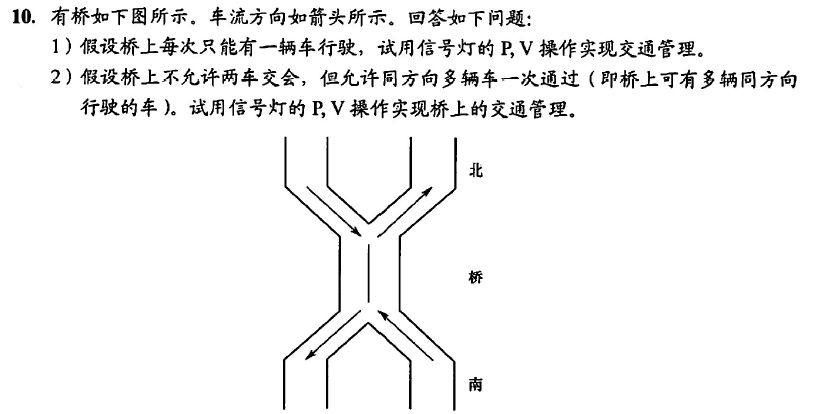 10. 有桥如下图所示。车流方向如箭头所示。回答如下问题:
1) 假设桥上每次只能有一辆车行驶，试用信号灯的 P, V 操作实现交通管理。
2) 假设桥上不允许两车交会，但允许同方向多辆车一次通过 (即桥上可有多辆同方向
行驶的车)。试用信号灯的 P, V 操作实现桥上的交通管理。
北
桥
南